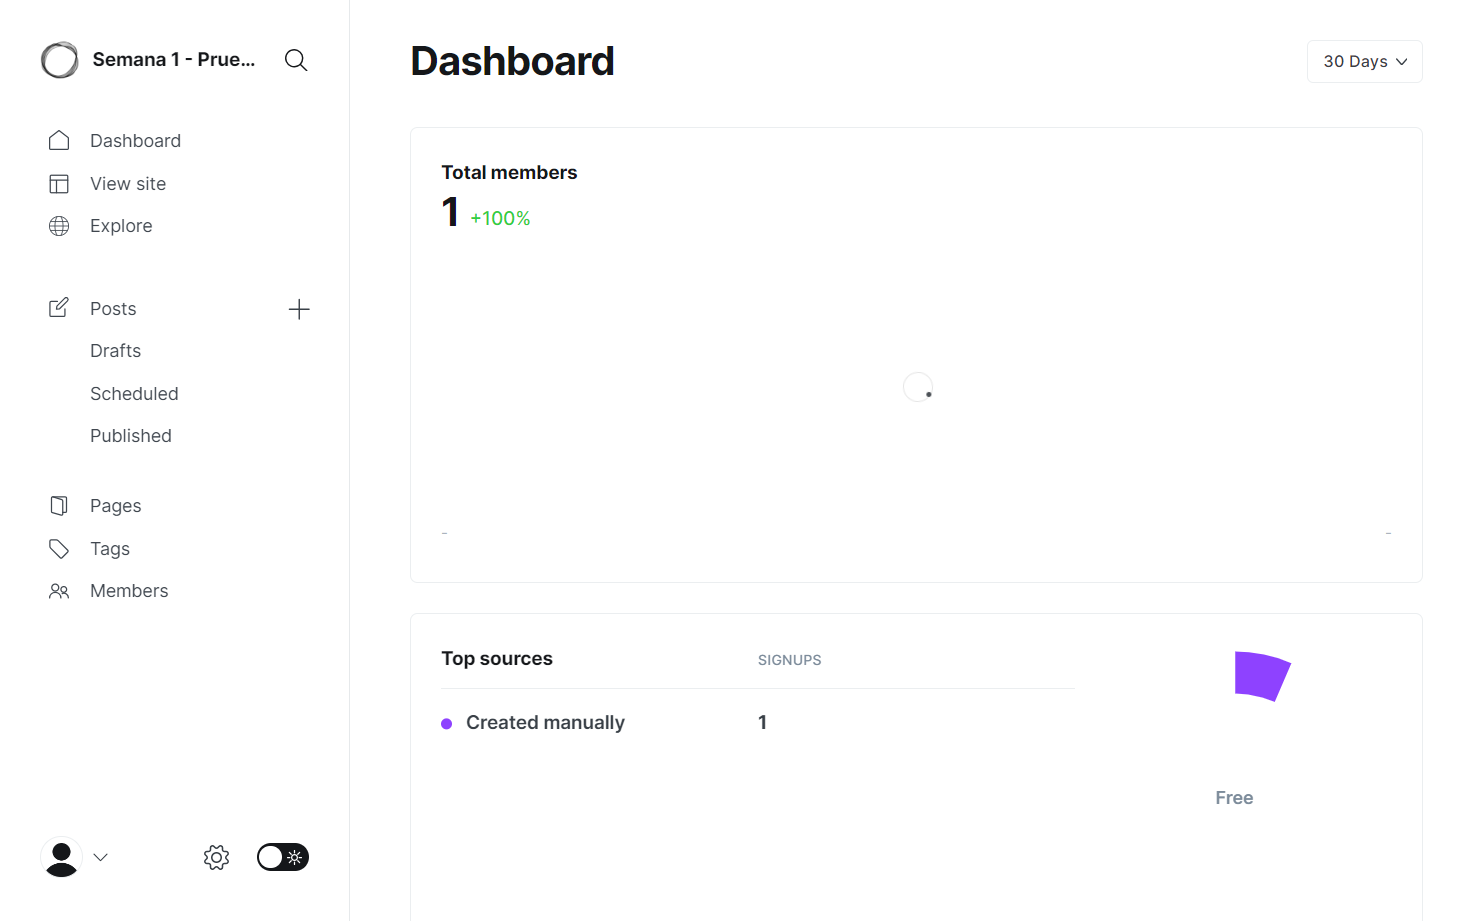 Semana 1 - Prue...
Dashboard
View site
Explore
Posts
Drafts
Scheduled
Published
Pages
Tags
Members
Dashboard
30 Days
Total members
1 +100%
- -
Top sources SIGNUPS
Created manually 1
Free